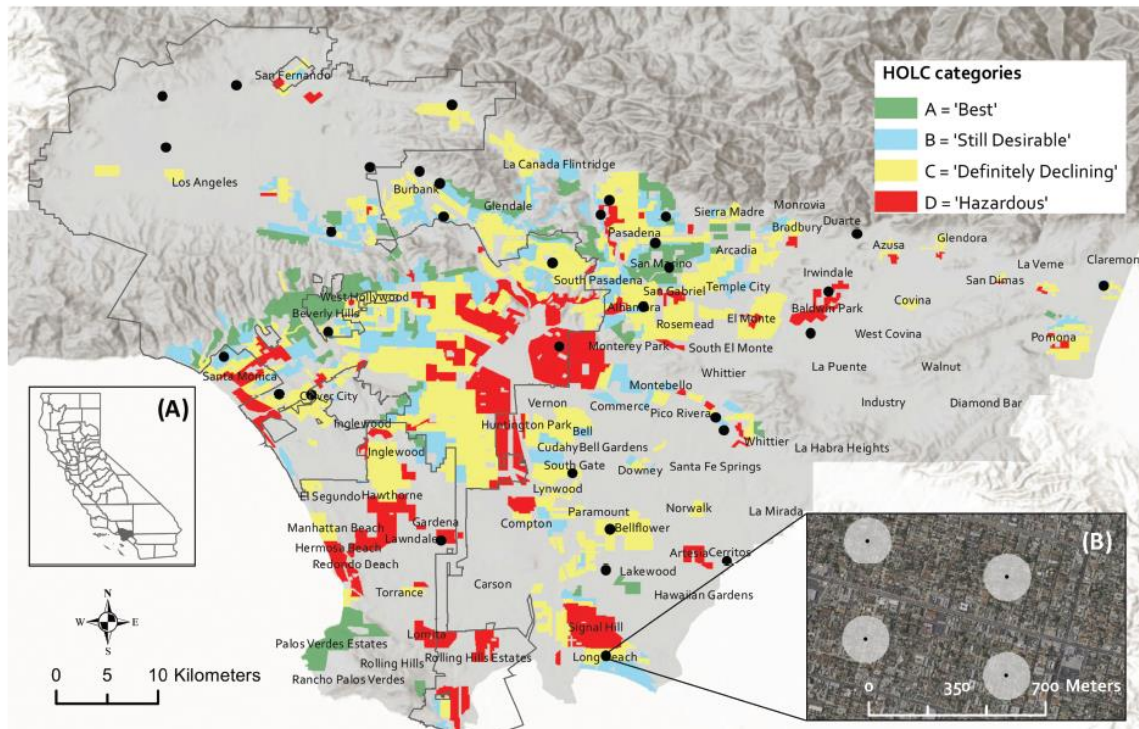 HOLC categories
A = 'Best'
B = 'Still Desirable'
C = 'Definitely Declining'
D = 'Hazardous'
San Fernando
La Canada Flintridge
Los Angeles
Burbank
Glendale
Sierra Madre
Monrovia
Bradbury
Duarte
Pasadena
Arcadia
Azusa
Glendora
San Marino
La Verne
Claremon
South Pasadena
Temple City
Irwindale
San Dimas
West Hollywood
San Gabriel
Beverly Hills
Alhambra
Baldwin Park
Covina
Rosemead
El Monte
Monterey Park
South El Monte
West Covina
Pomona
Santa Monica
Whittier
La Puente
Walnut
Montebello
Culver City
Vernon
Commerce
Pico Rivera
Industry
Diamond Bar
Inglewood
Huntington Park
Bell
Inglewood
Cudahy
Bell Gardens
Whittier
La Habra Heights
South Gate
Downey
Santa Fe Springs
El Segundo
Hawthorne
Lynwood
Manhattan Beach
Gardena
Compton
Paramount
Norwalk
La Mirada
Lawndale
Bellflower
Hermosa Beach
Redondo Beach
Artesia
Cerritos
Carson
Lakewood
Torrance
Hawaiian Gardens
Palos Verdes Estates
Lomita
Signal Hill
Rolling Hills
Rolling Hills Estates
Long Beach
Rancho Palos Verdes
(A)
N
W E
S
0 5 10 Kilometers
(B)
0 350 700 Meters